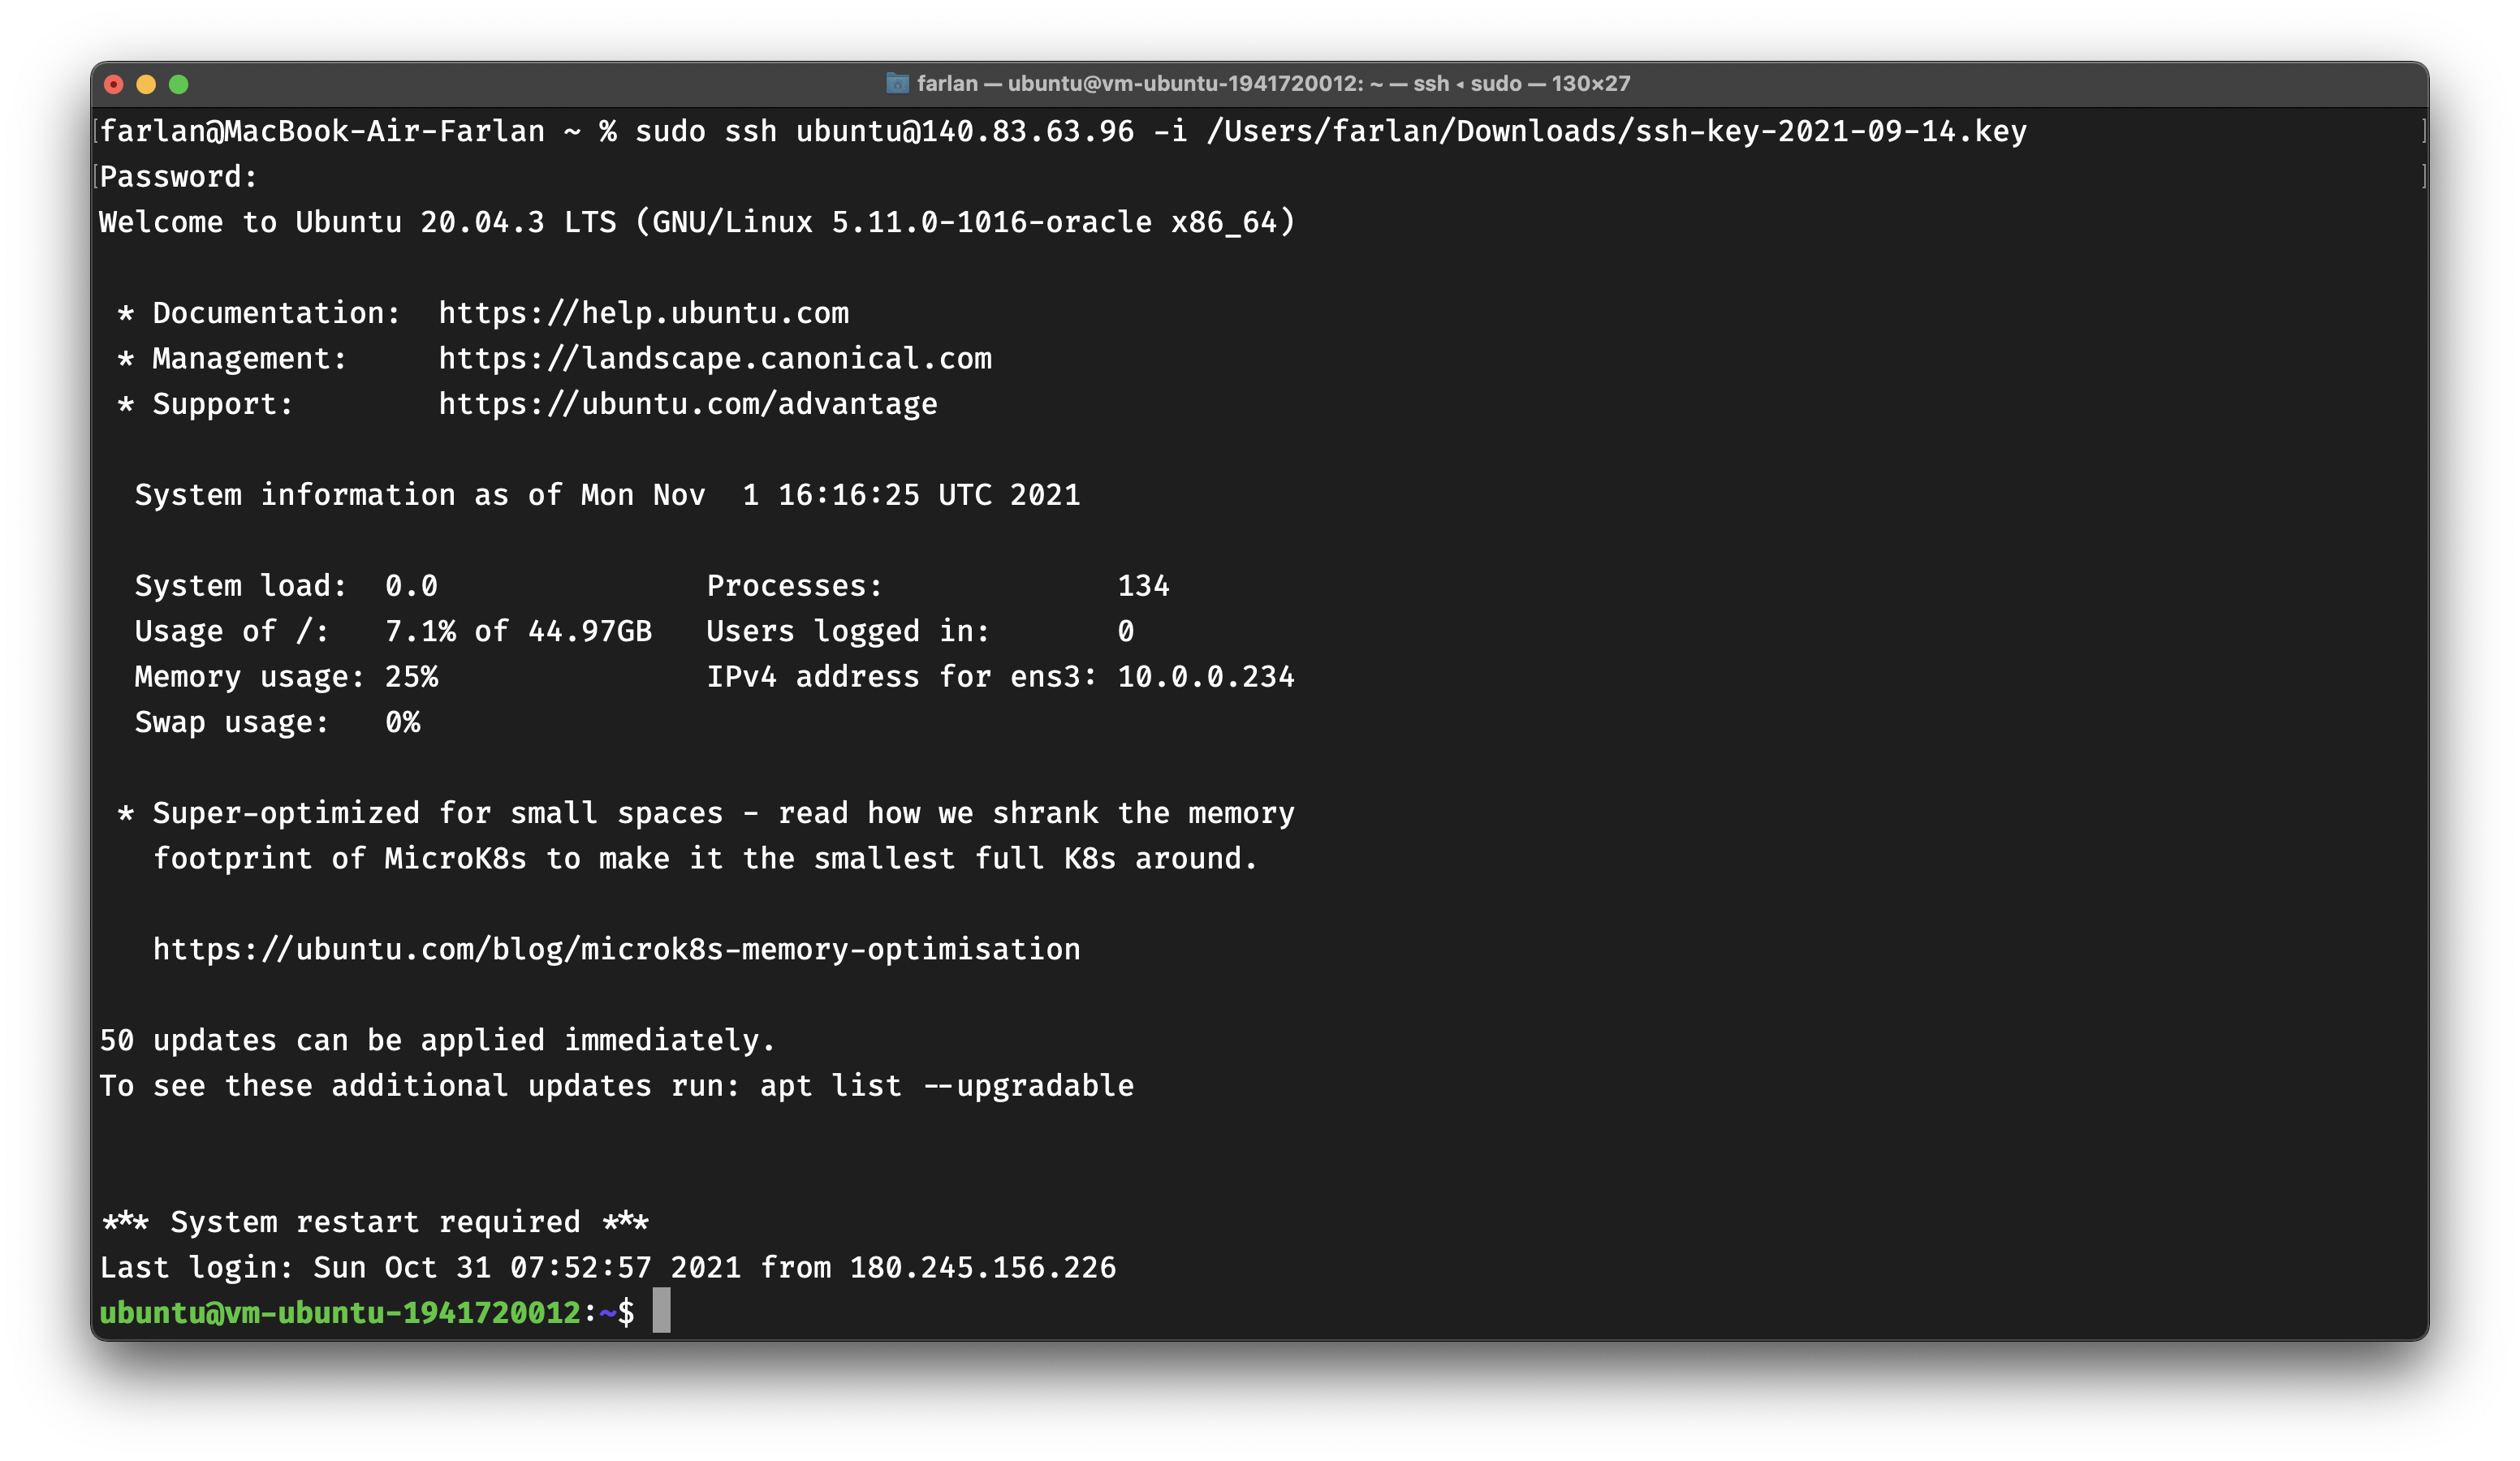 farlan — ubuntu@vm-ubuntu-1941720012: ~ — ssh ◂ sudo — 130×27
[farlan@MacBook-Air-Farlan ~ % sudo ssh ubuntu@140.83.63.96 -i /Users/farlan/Downloads/ssh-key-2021-09-14.key ]
[Password: ]
Welcome to Ubuntu 20.04.3 LTS (GNU/Linux 5.11.0-1016-oracle x86_64)
* Documentation: https://help.ubuntu.com
* Management: https://landscape.canonical.com
* Support: https://ubuntu.com/advantage
System information as of Mon Nov 1 16:16:25 UTC 2021
System load: 0.0 Processes: 134
Usage of /: 7.1% of 44.97GB Users logged in: 0
Memory usage: 25% IPv4 address for ens3: 10.0.0.234
Swap usage: 0%
* Super-optimized for small spaces - read how we shrank the memory
footprint of MicroK8s to make it the smallest full K8s around.
https://ubuntu.com/blog/microk8s-memory-optimisation
50 updates can be applied immediately.
To see these additional updates run: apt list --upgradable
*** System restart required ***
Last login: Sun Oct 31 07:52:57 2021 from 180.245.156.226
ubuntu@vm-ubuntu-1941720012:~$